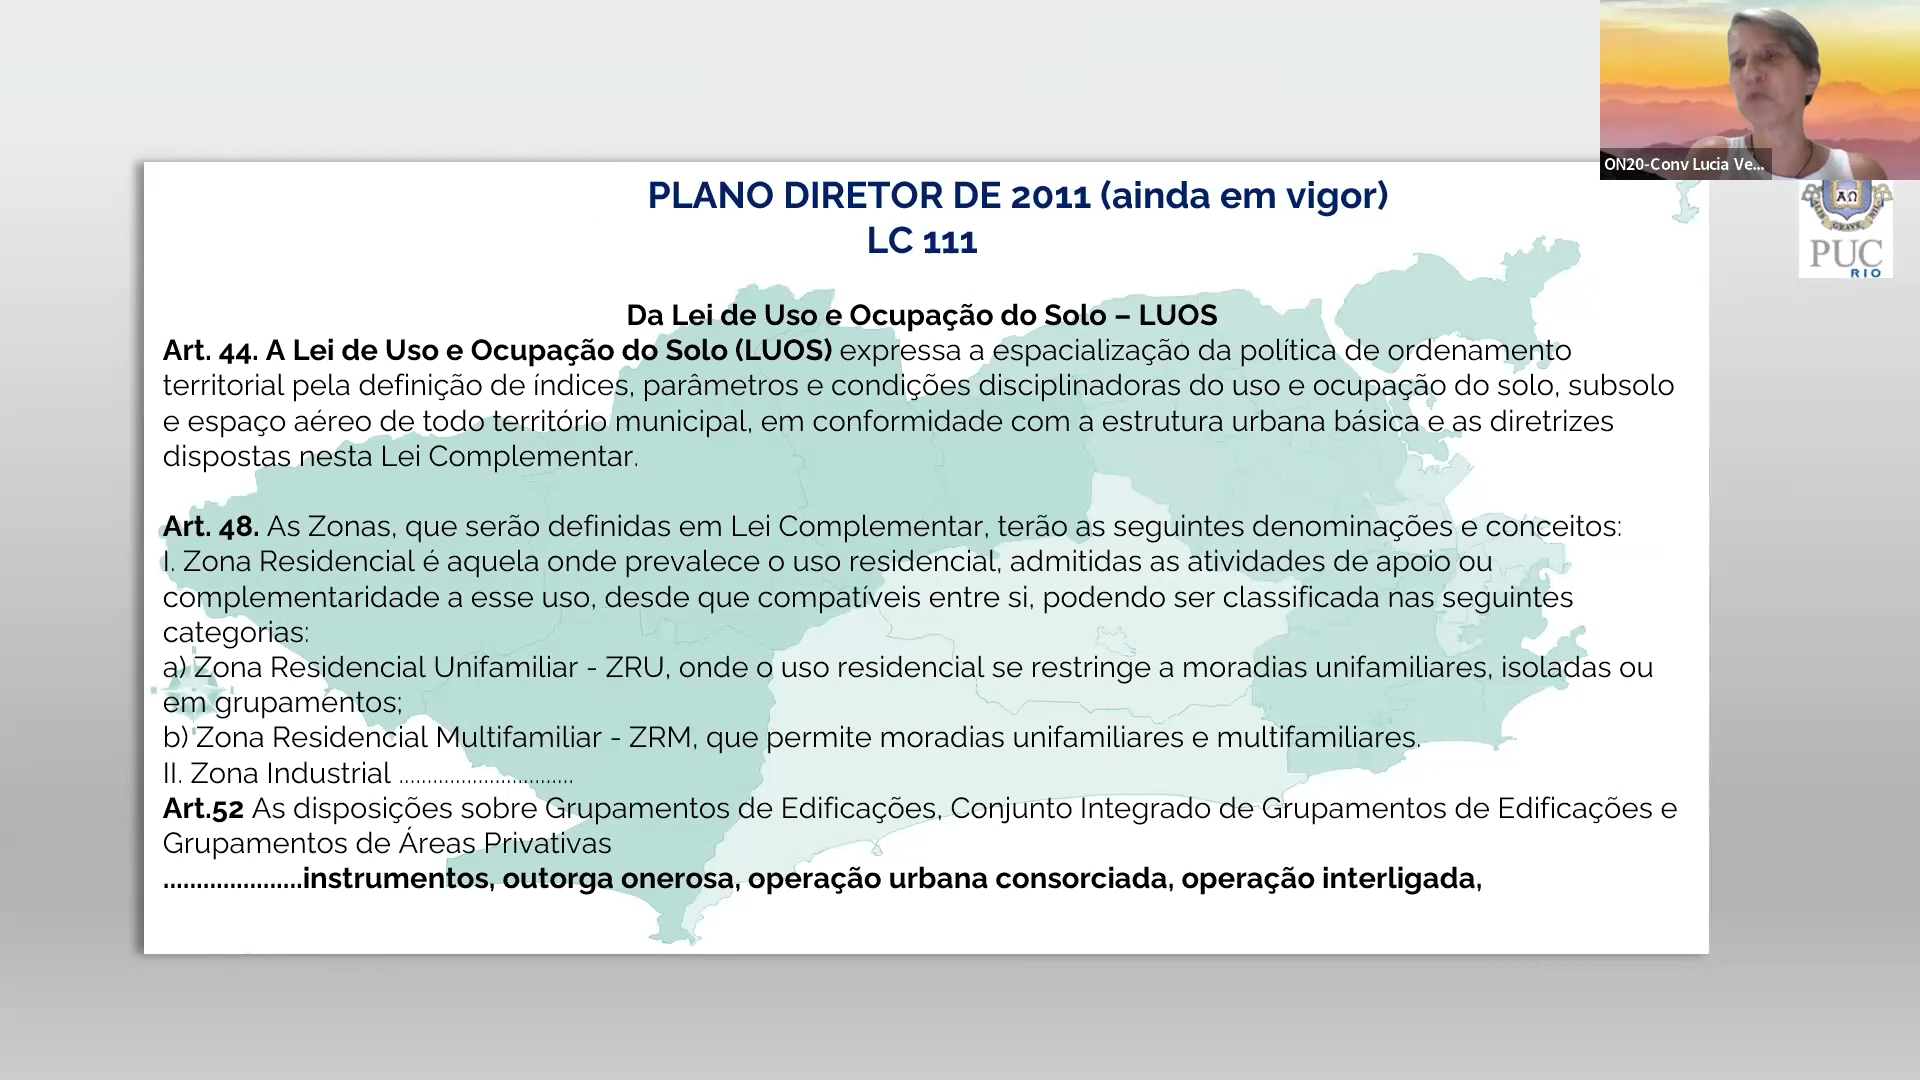 ON20-Conv Lucia Ve...
ΑΩ
GRAVE
PUC
RIO
PLANO DIRETOR DE 2011 (ainda em vigor)
LC 111
Da Lei de Uso e Ocupação do Solo – LUOS
Art. 44. A Lei de Uso e Ocupação do Solo (LUOS) expressa a espacialização da política de ordenamento
territorial pela definição de índices, parâmetros e condições disciplinadoras do uso e ocupação do solo, subsolo
e espaço aéreo de todo território municipal, em conformidade com a estrutura urbana básica e as diretrizes
dispostas nesta Lei Complementar.
Art. 48. As Zonas, que serão definidas em Lei Complementar, terão as seguintes denominações e conceitos:
I. Zona Residencial é aquela onde prevalece o uso residencial, admitidas as atividades de apoio ou
complementaridade a esse uso, desde que compatíveis entre si, podendo ser classificada nas seguintes
categorias:
a) Zona Residencial Unifamiliar - ZRU, onde o uso residencial se restringe a moradias unifamiliares, isoladas ou
em grupamentos;
b) Zona Residencial Multifamiliar - ZRM, que permite moradias unifamiliares e multifamiliares.
II. Zona Industrial ...............................
Art.52 As disposições sobre Grupamentos de Edificações, Conjunto Integrado de Grupamentos de Edificações e
Grupamentos de Áreas Privativas
.....................instrumentos, outorga onerosa, operação urbana consorciada, operação interligada,